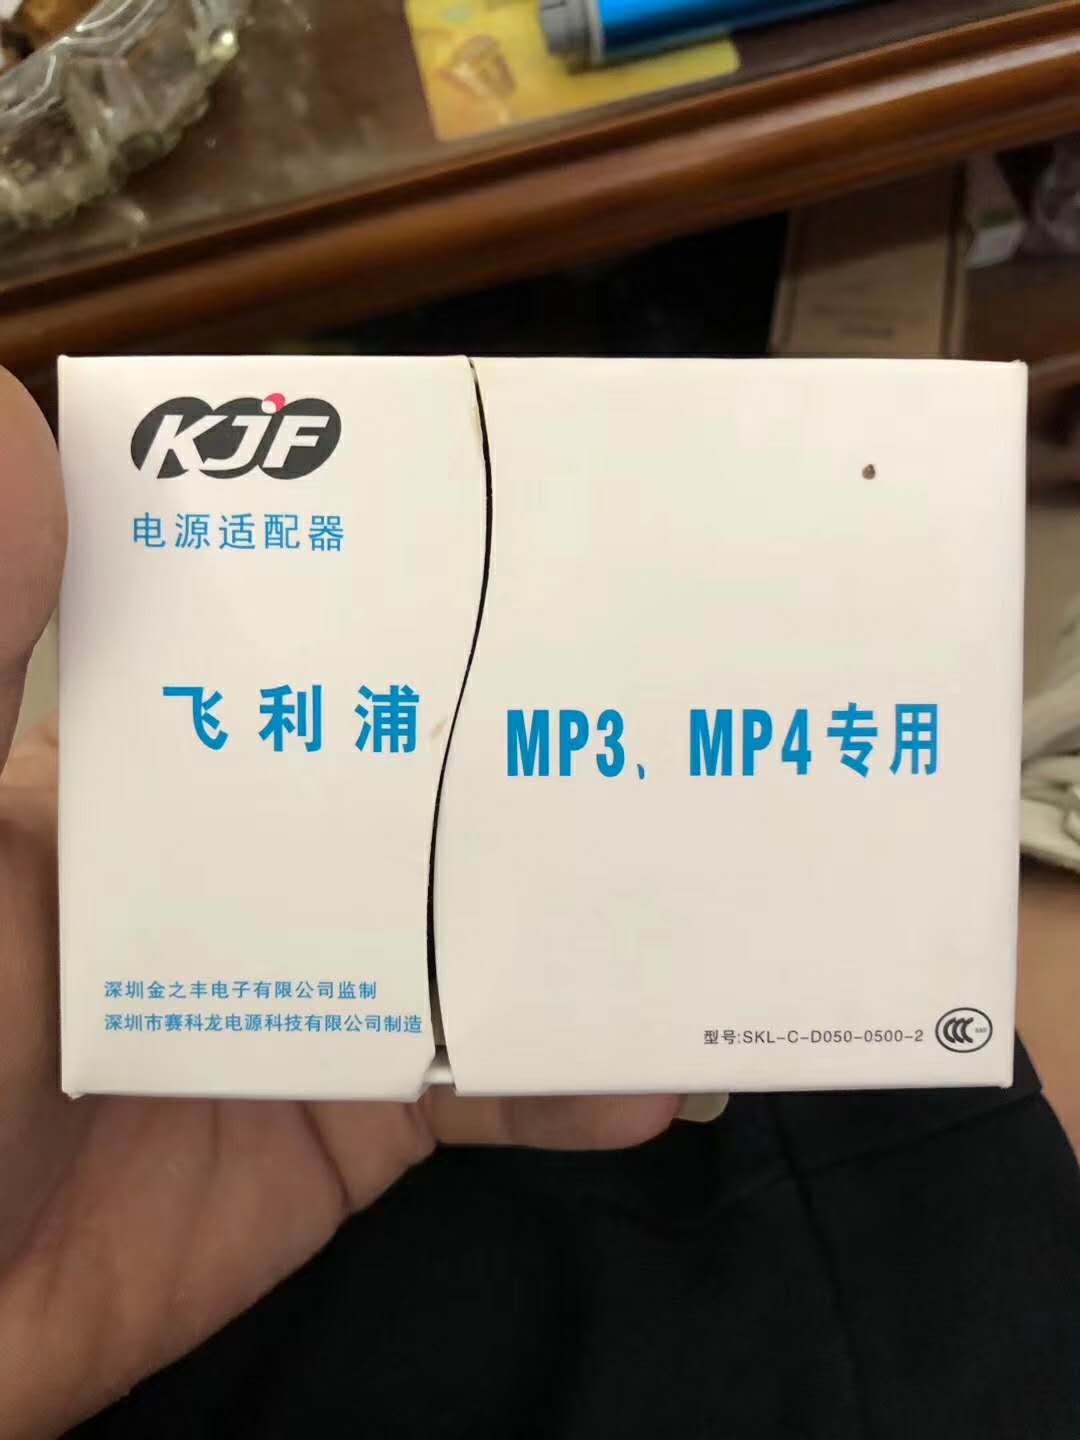 KJF
电源适配器
飞利浦
MP3、MP4专用
深圳金之丰电子有限公司监制
深圳市赛科龙电源科技有限公司制造
型号:SKL-C-D050-0500-2